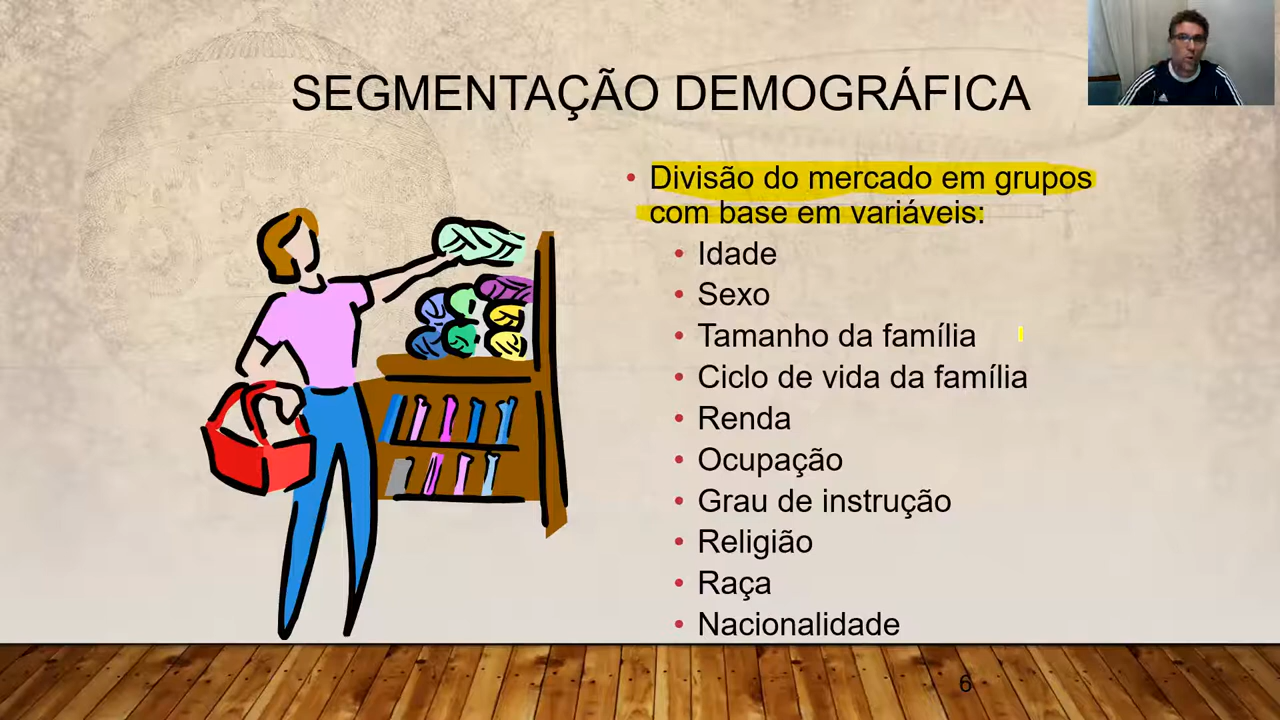 SEGMENTAÇÃO DEMOGRÁFICA
• Divisão do mercado em grupos
com base em variáveis:
• Idade
• Sexo
• Tamanho da família
• Ciclo de vida da família
• Renda
• Ocupação
• Grau de instrução
• Religião
• Raça
• Nacionalidade
6